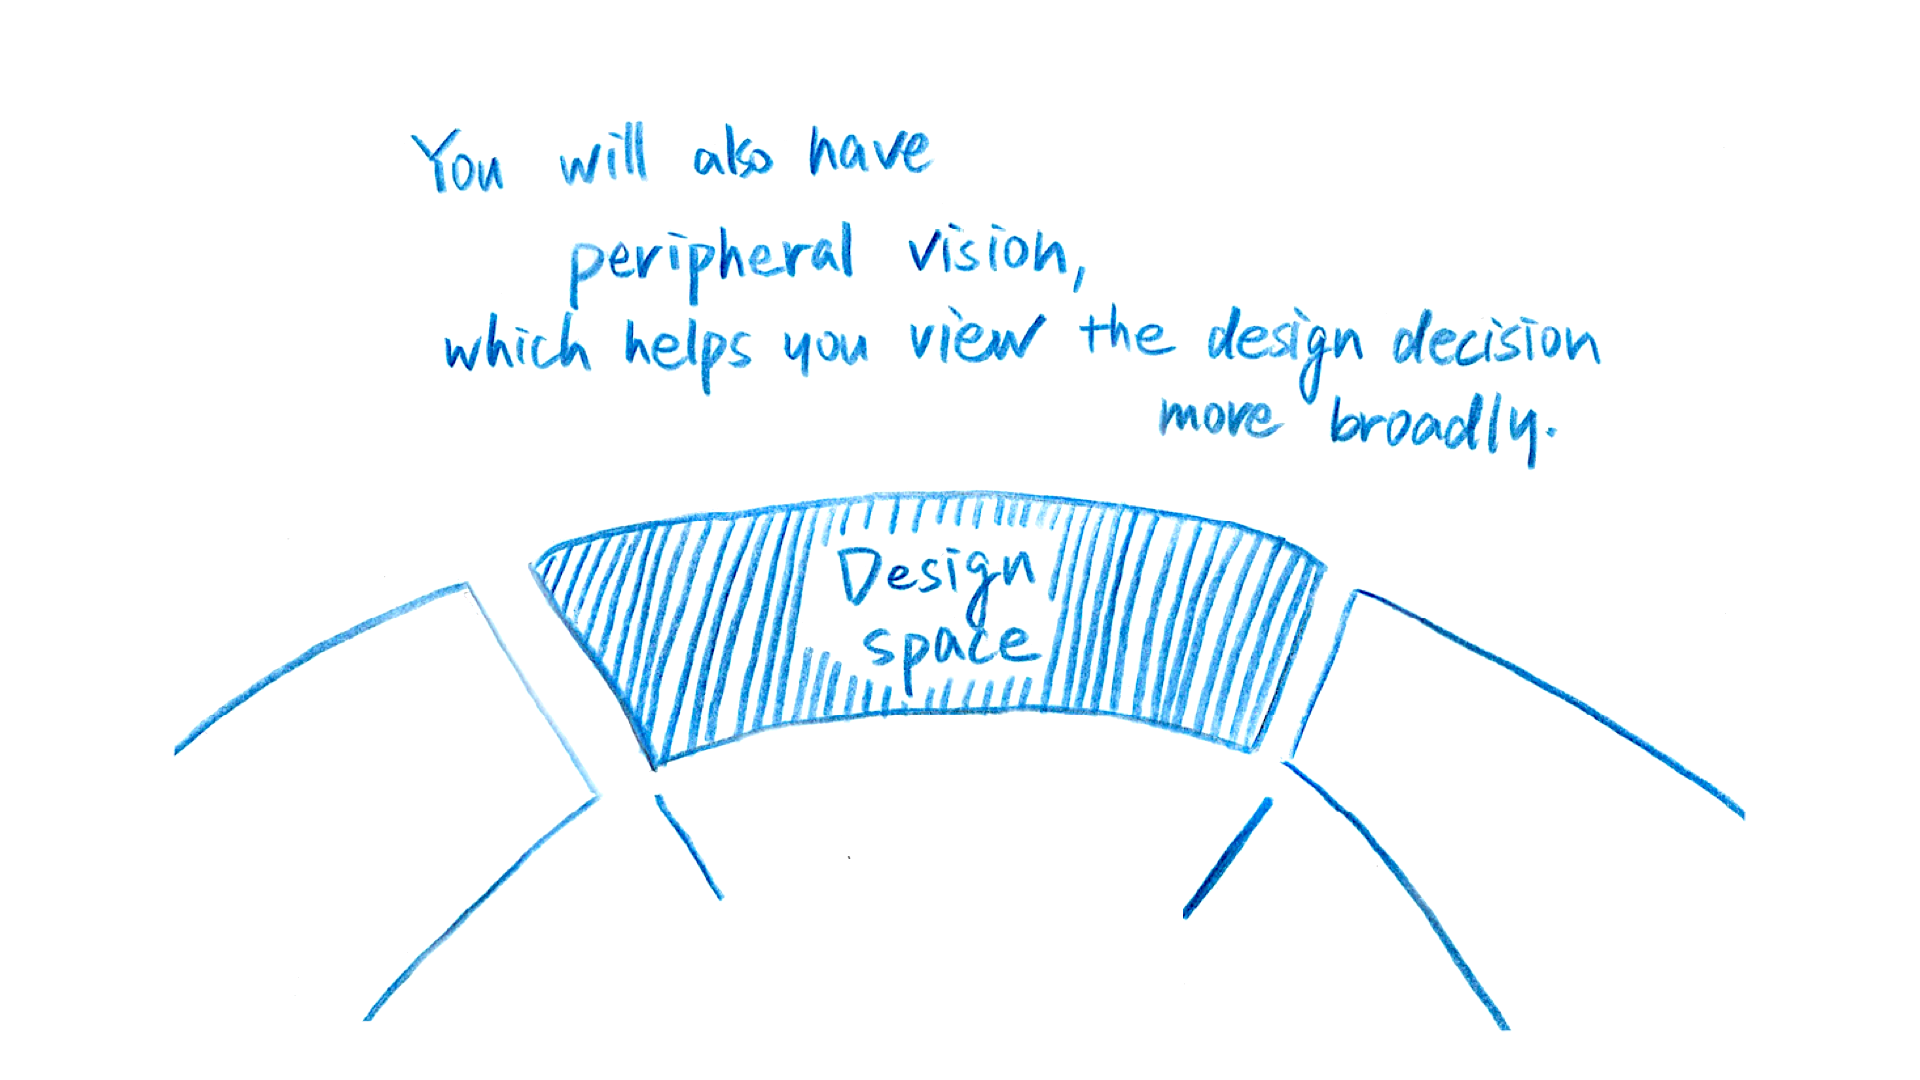 You will also have
peripheral vision,
which helps you view the design decision
more broadly.
Design
space